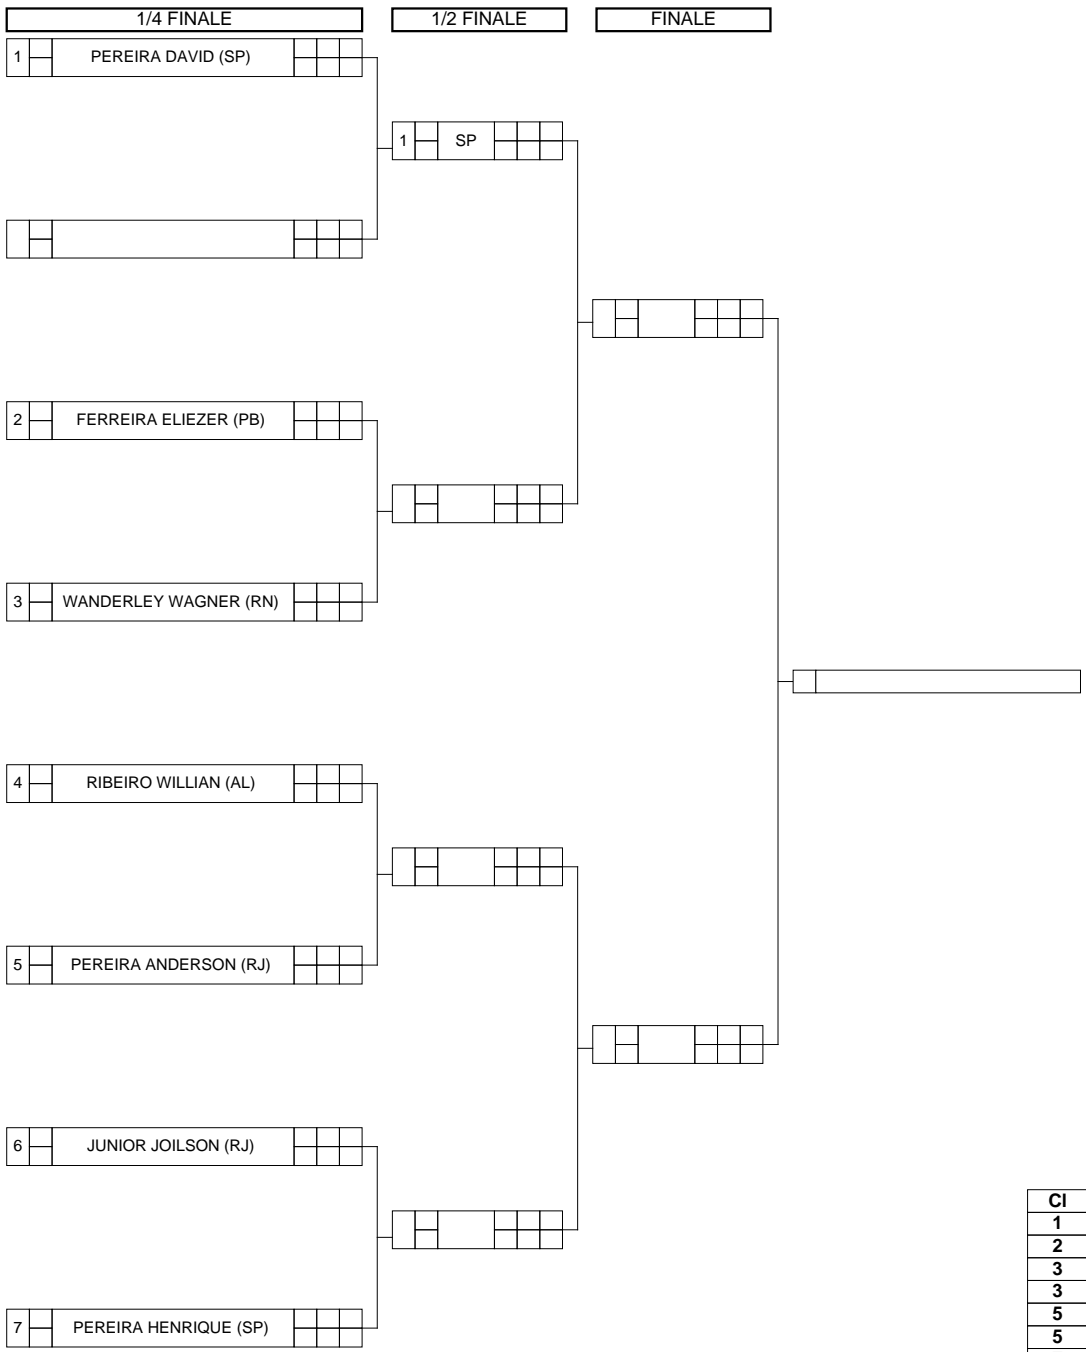 1/4 FINALE 1/2 FINALE FINALE
1 PEREIRA DAVID (SP)
1 SP
2 FERREIRA ELIEZER (PB)
3 WANDERLEY WAGNER (RN)
4 RIBEIRO WILLIAN (AL)
5 PEREIRA ANDERSON (RJ)
6 JUNIOR JOILSON (RJ)
7 PEREIRA HENRIQUE (SP)
Cl
1
2
3
3
5
5